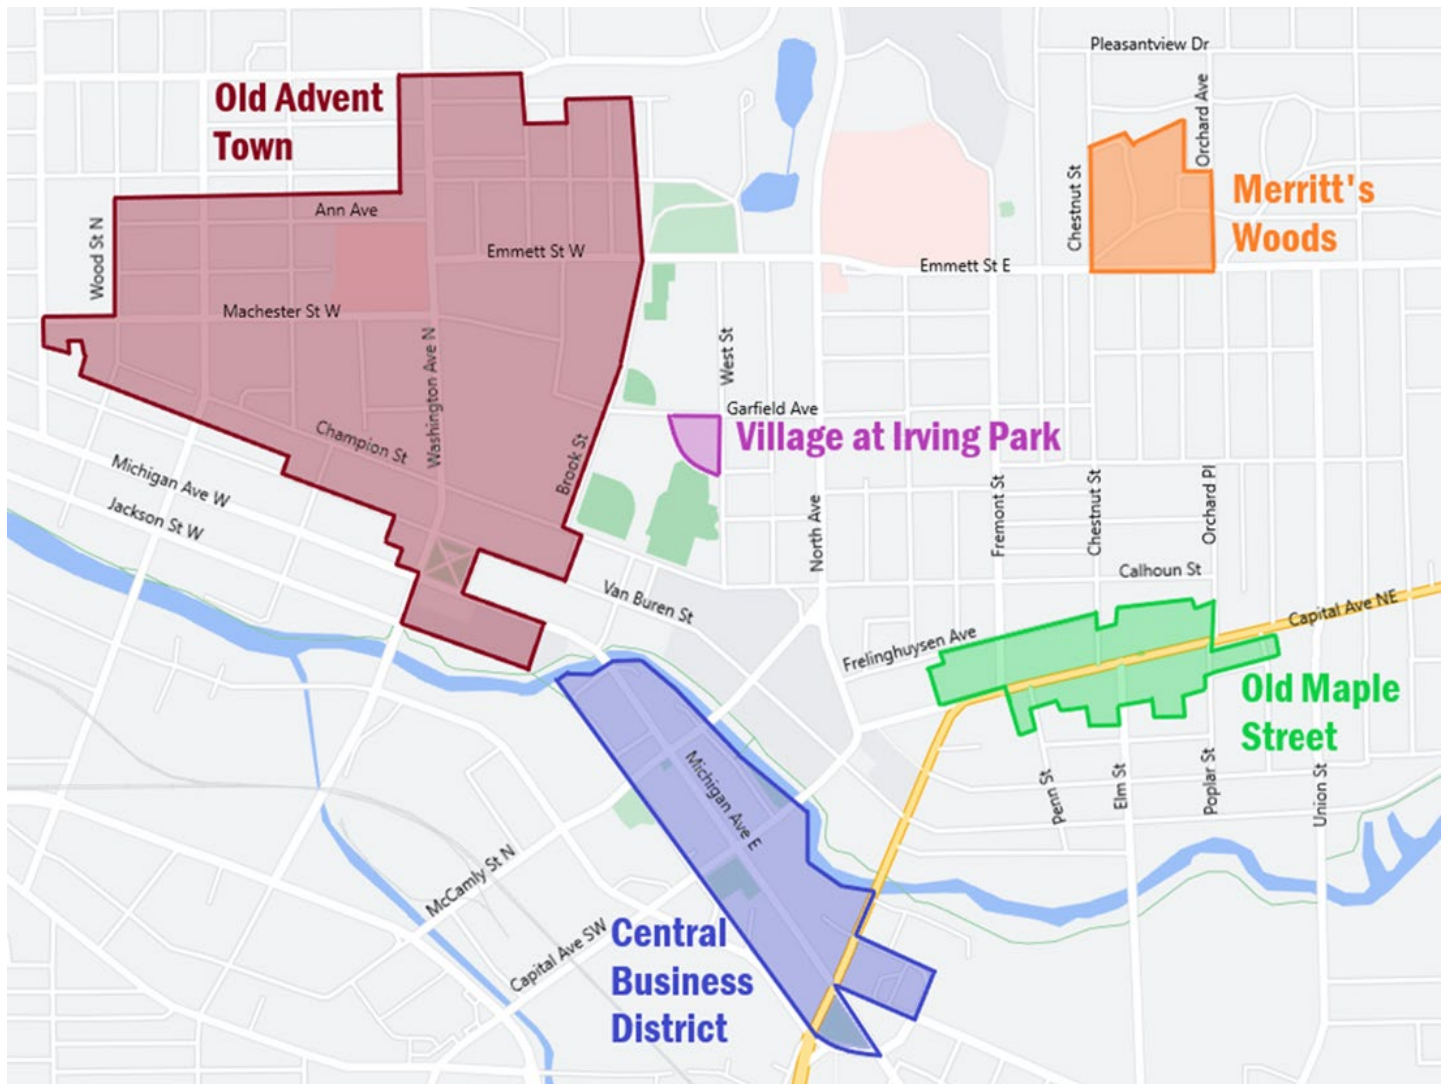 Pleasantview Dr
Orchard Ave
Old Advent
Town
Chestnut St
Merritt's
Woods
Ann Ave
Wood St N
Emmett St W
Emmett St E
Machester St W
Washington Ave N
West St
Garfield Ave
Village at Irving Park
Champion St
Brook St
Michigan Ave W
Jackson St W
North Ave
Fremont St
Chestnut St
Orchard Pl
Calhoun St
Van Buren St
Capital Ave NE
Frelinghuysen Ave
Old Maple
Street
Michigan Ave E
Penn St
Elm St
Poplar St
Union St
McCamly St N
Capital Ave SW
Central
Business
District